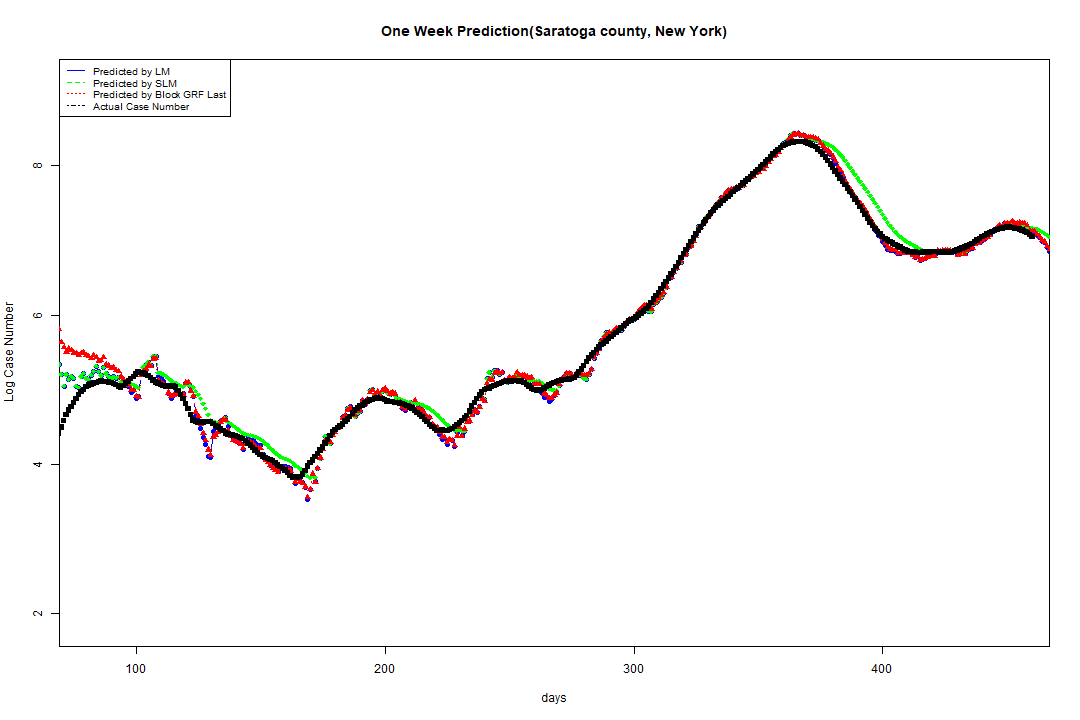 One Week Prediction(Saratoga county, New York)
Predicted by LM
Predicted by SLM
Predicted by Block GRF Last
Actual Case Number
8
6
4
2
Log Case Number
100 200 300 400
days